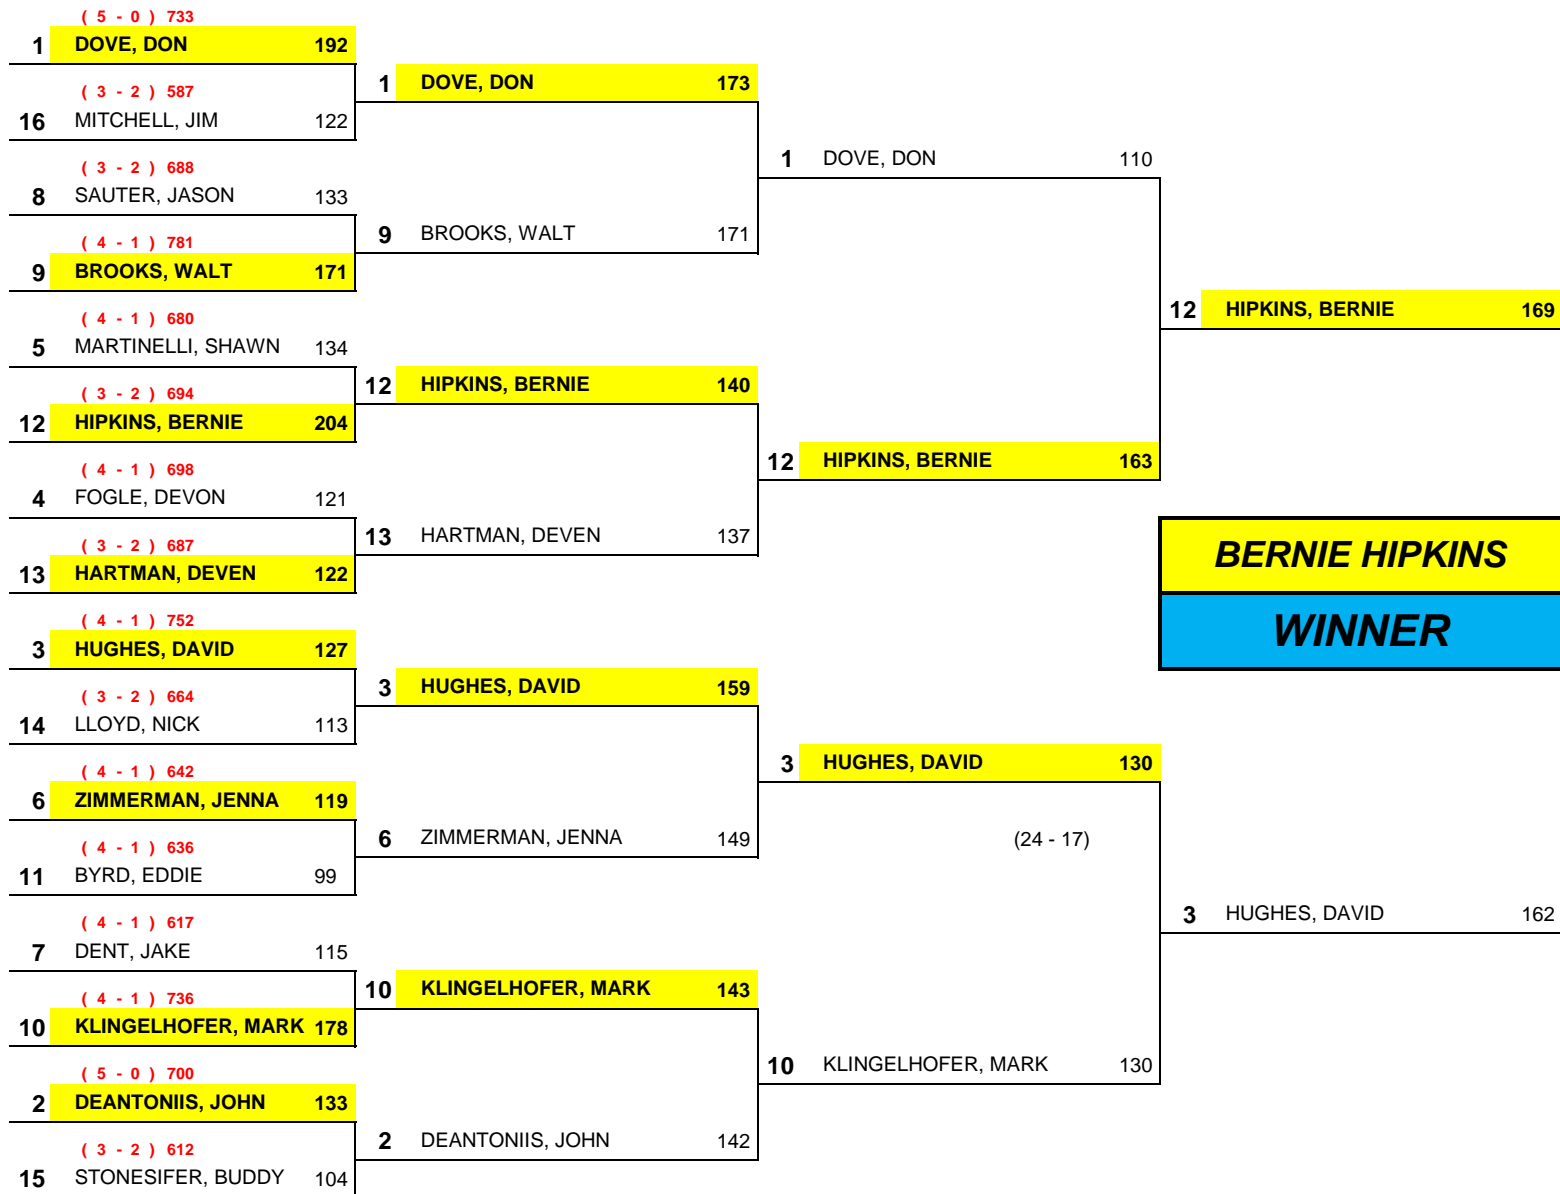 ( 5 - 0 ) 733
1 DOVE, DON 192
( 3 - 2 ) 587
16 MITCHELL, JIM 122
( 3 - 2 ) 688
8 SAUTER, JASON 133
( 4 - 1 ) 781
9 BROOKS, WALT 171
( 4 - 1 ) 680
5 MARTINELLI, SHAWN 134
( 3 - 2 ) 694
12 HIPKINS, BERNIE 204
( 4 - 1 ) 698
4 FOGLE, DEVON 121
( 3 - 2 ) 687
13 HARTMAN, DEVEN 122
( 4 - 1 ) 752
3 HUGHES, DAVID 127
( 3 - 2 ) 664
14 LLOYD, NICK 113
( 4 - 1 ) 642
6 ZIMMERMAN, JENNA 119
( 4 - 1 ) 636
11 BYRD, EDDIE 99
( 4 - 1 ) 617
7 DENT, JAKE 115
( 4 - 1 ) 736
10 KLINGELHOFER, MARK 178
( 5 - 0 ) 700
2 DEANTONIIS, JOHN 133
( 3 - 2 ) 612
15 STONESIFER, BUDDY 104
1 DOVE, DON 173
9 BROOKS, WALT 171
12 HIPKINS, BERNIE 140
13 HARTMAN, DEVEN 137
3 HUGHES, DAVID 159
6 ZIMMERMAN, JENNA 149
10 KLINGELHOFER, MARK 143
2 DEANTONIIS, JOHN 142
1 DOVE, DON 110
12 HIPKINS, BERNIE 163
3 HUGHES, DAVID 130
(24 - 17)
10 KLINGELHOFER, MARK 130
12 HIPKINS, BERNIE 169
BERNIE HIPKINS
WINNER
3 HUGHES, DAVID 162